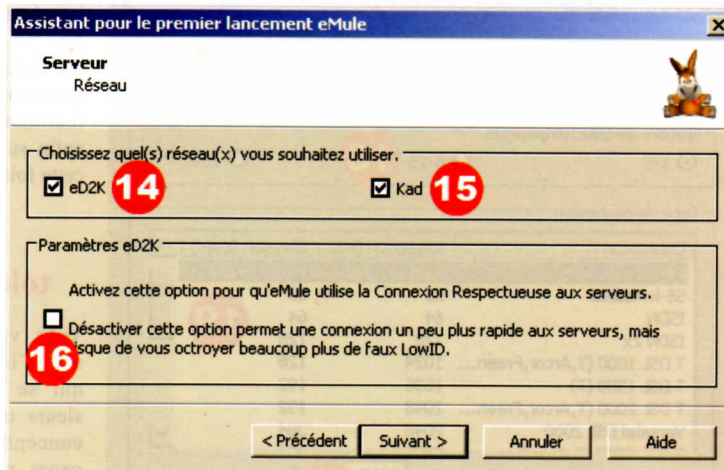 Assistant pour le premier lancement eMule
Serveur
Réseau
Choisissez quel(s) réseau(x) vous souhaitez utiliser.
eD2K 14 Kad 15
Paramètres eD2K
Activez cette option pour qu'eMule utilise la Connexion Respectueuse aux serveurs.
Désactiver cette option permet une connexion un peu plus rapide aux serveurs, mais
16 isque de vous octroyer beaucoup plus de faux LowID.
< Précédent Suivant > Annuler Aide